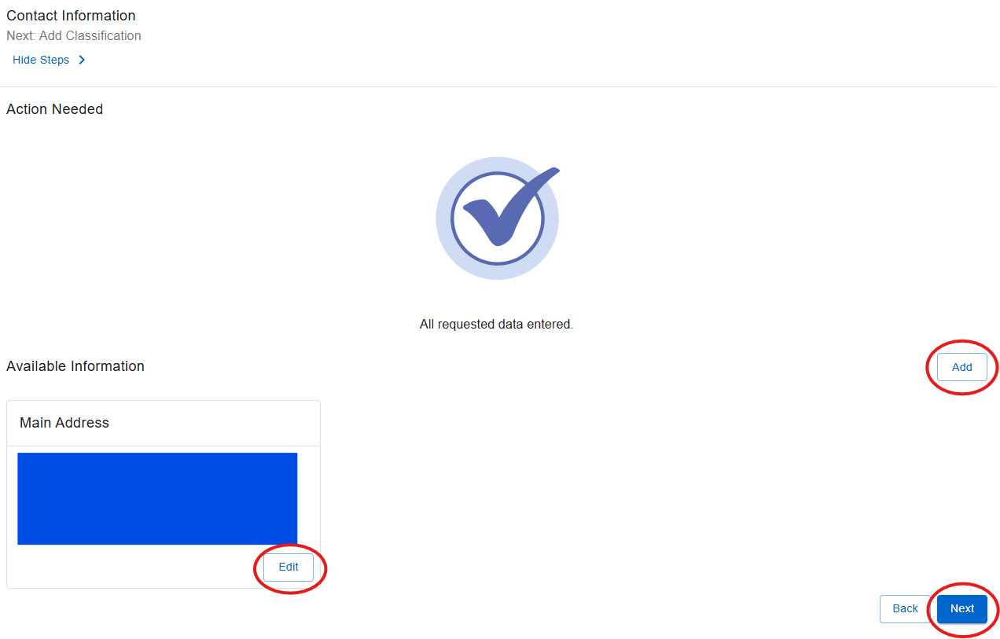 Contact Information
Next: Add Classification
Hide Steps
Action Needed
All requested data entered.
Available Information
Add
Main Address
Edit
Back
Next